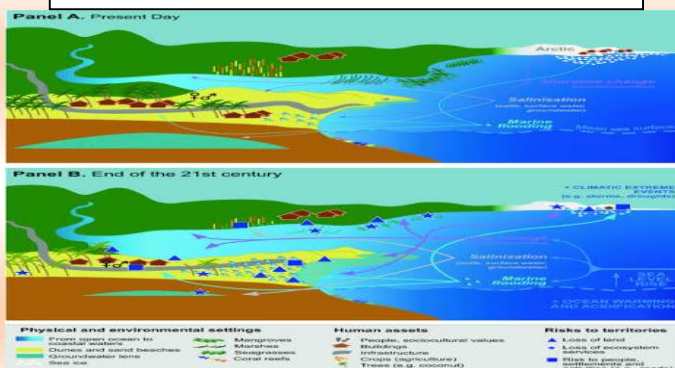 Panel A. Present Day
Arctic
Shoreline change
Salinisation
(soils, surface water,
groundwater)
Marine
flooding
Mean sea surface
Panel B. End of the 21st century
+ CLIMATIC EXTREME
EVENTS
(e.g. storms, droughts)
Salinisation
(soils, surface water,
groundwater)
Marine
flooding
SEA
LEVEL
RISE
+ OCEAN WARMING
AND ACIDIFICATION
Physical and environmental settings
From open ocean to
coastal waters
Dunes and sand beaches
Groundwater lens
Sea ice
Mangroves
Marshes
Seagrasses
Coral reefs
Human assets
People, sociocultural values
Buildings
Infrastructure
Crops (agriculture)
Trees (e.g. coconut)
Risks to territories
Loss of land
Loss of ecosystem
services
Risk to people,
settlements and